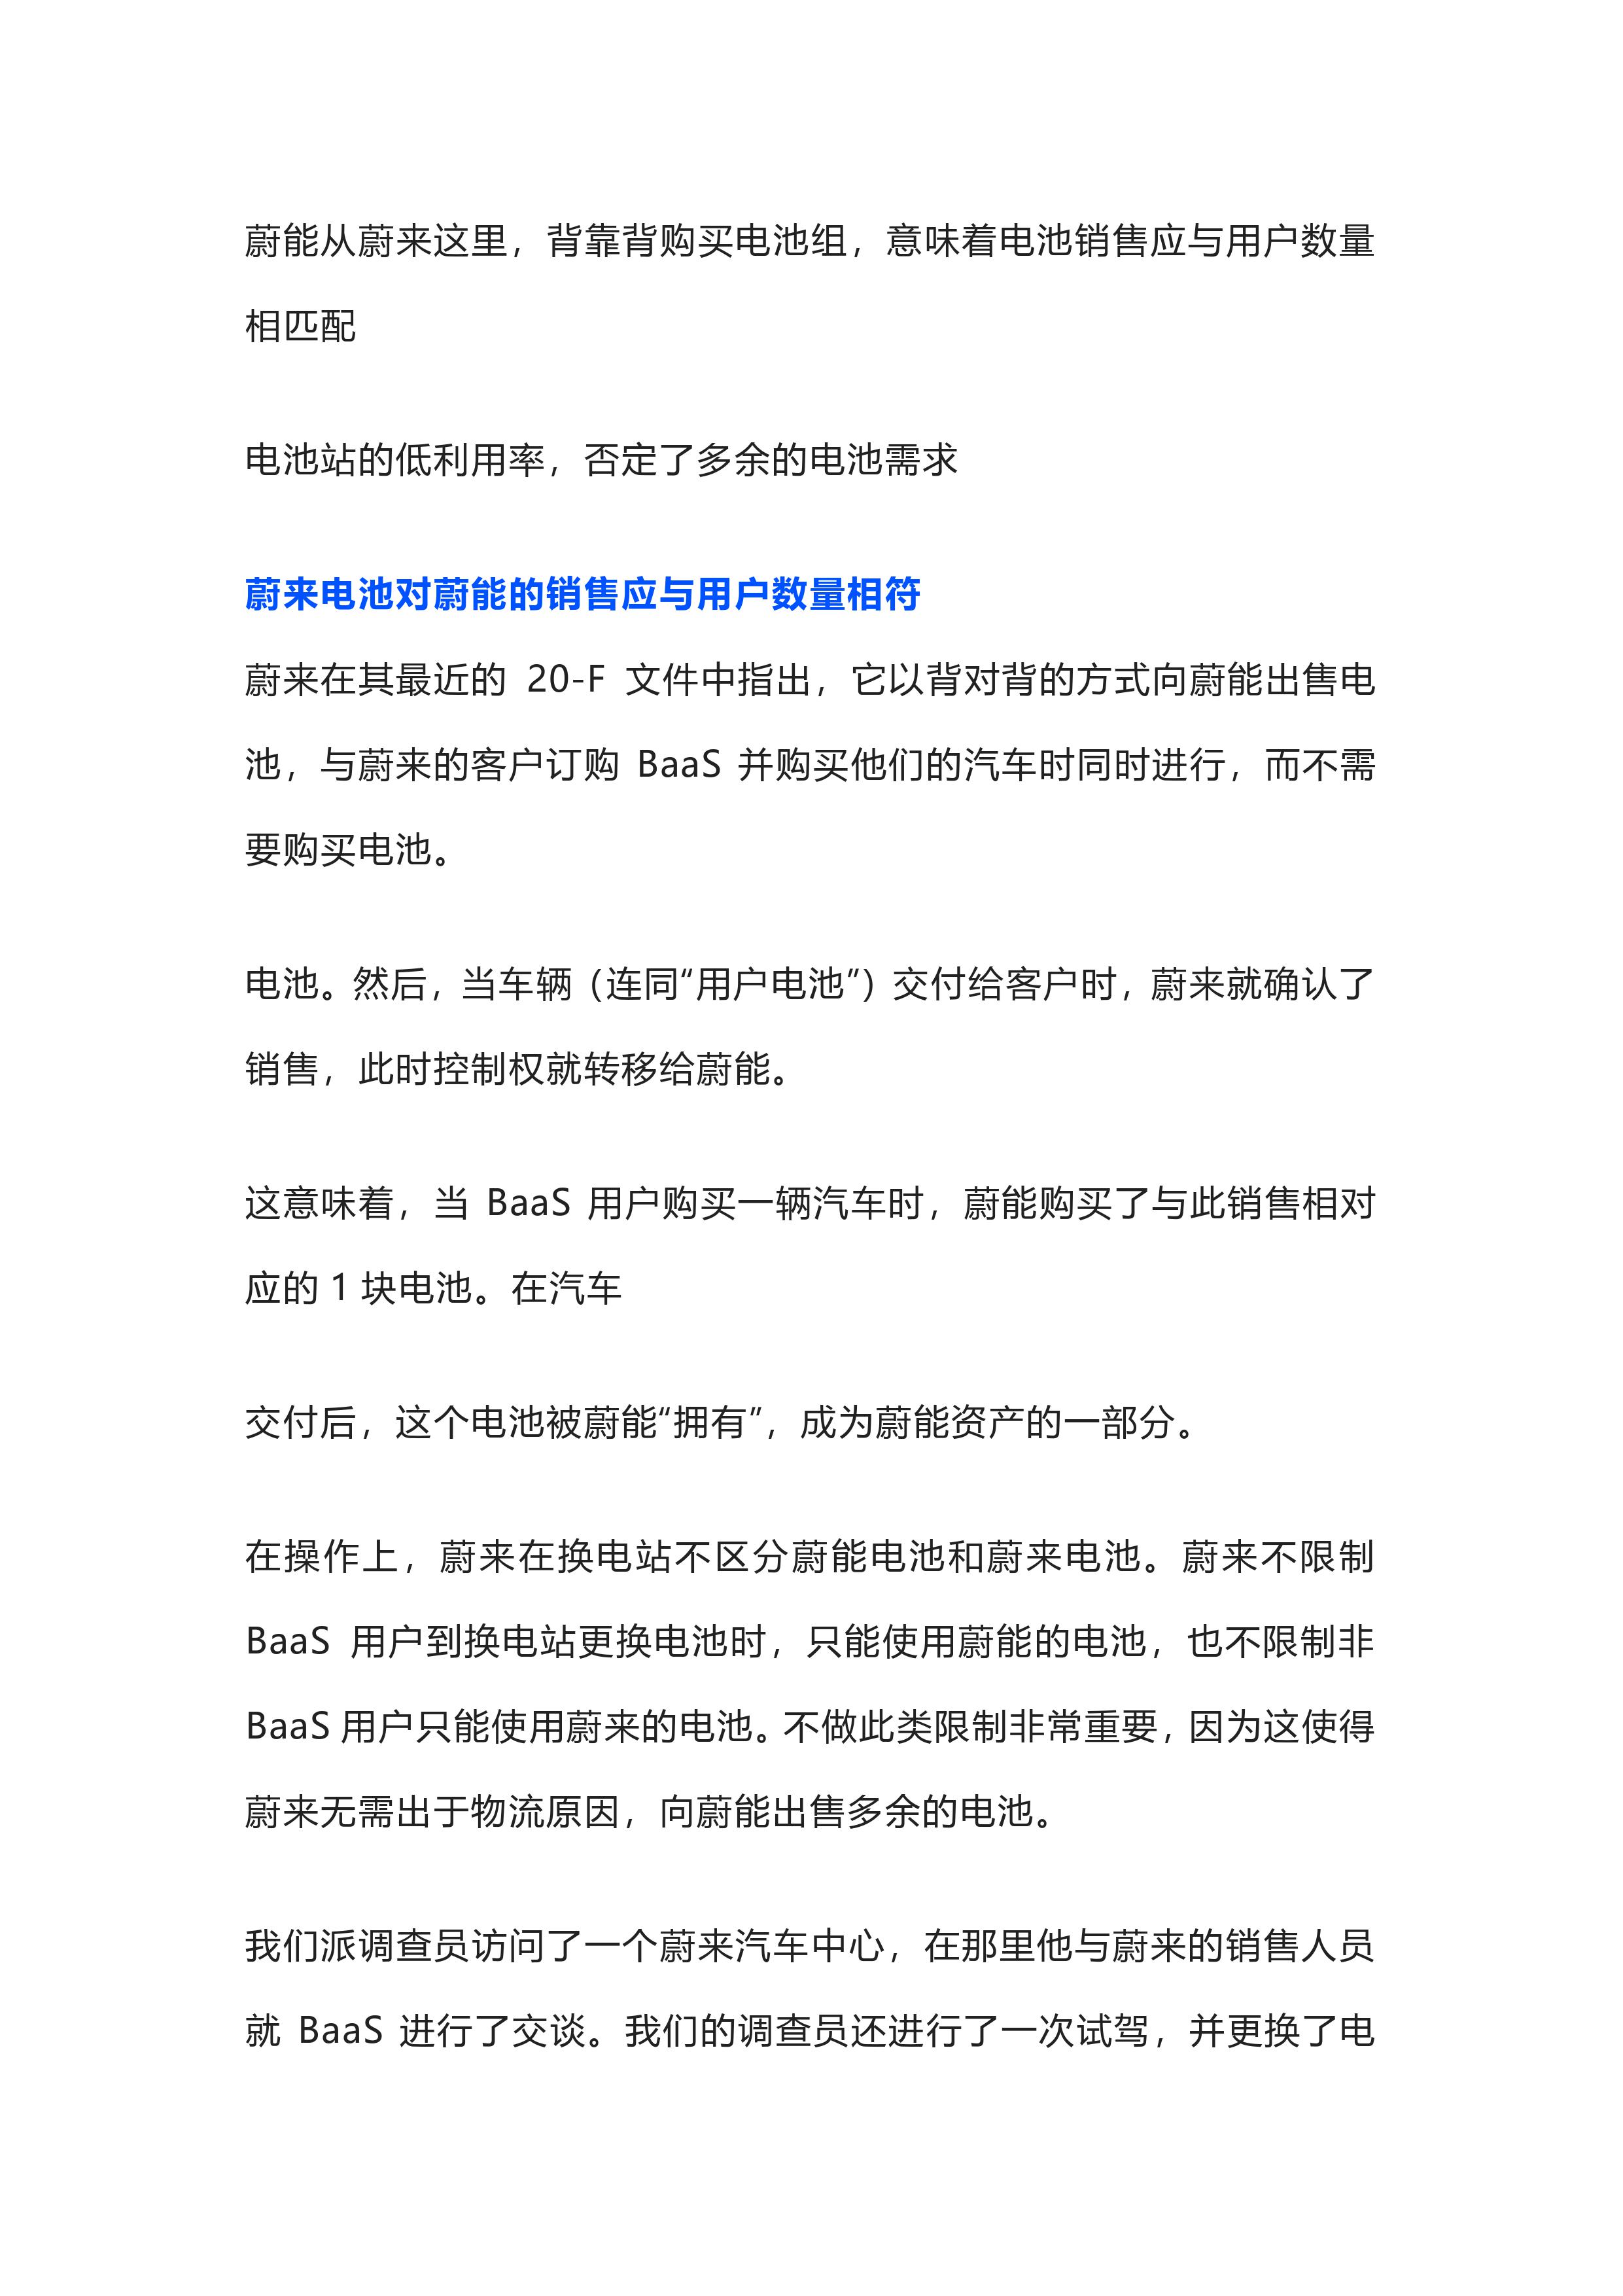 蔚能从蔚来这里，背靠背购买电池组，意味着电池销售应与用户数量
相匹配
电池站的低利用率，否定了多余的电池需求
蔚来电池对蔚能的销售应与用户数量相符
蔚来在其最近的 20-F 文件中指出，它以背对背的方式向蔚能出售电
池，与蔚来的客户订购 BaaS 并购买他们的汽车时同时进行，而不需
要购买电池。
电池。然后，当车辆（连同“用户电池”）交付给客户时，蔚来就确认了
销售，此时控制权就转移给蔚能。
这意味着，当 BaaS 用户购买一辆汽车时，蔚能购买了与此销售相对
应的 1 块电池。在汽车
交付后，这个电池被蔚能“拥有”，成为蔚能资产的一部分。
在操作上，蔚来在换电站不区分蔚能电池和蔚来电池。蔚来不限制
BaaS 用户到换电站更换电池时，只能使用蔚能的电池，也不限制非
BaaS 用户只能使用蔚来的电池。不做此类限制非常重要，因为这使得
蔚来无需出于物流原因，向蔚能出售多余的电池。
我们派调查员访问了一个蔚来汽车中心，在那里他与蔚来的销售人员
就 BaaS 进行了交谈。我们的调查员还进行了一次试驾，并更换了电